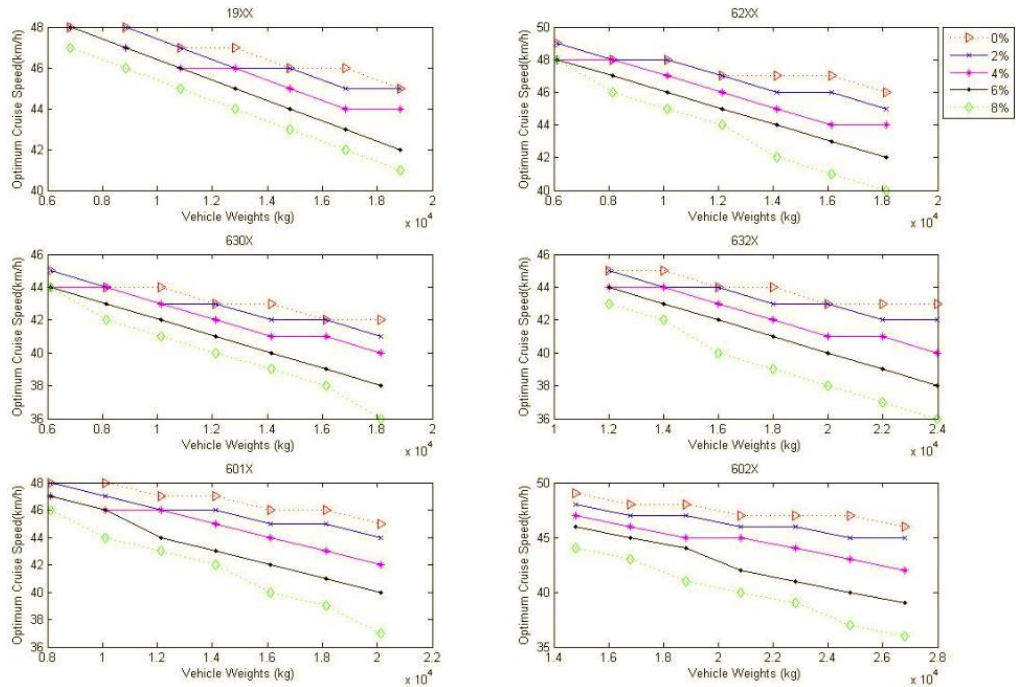 19XX
Optimum Cruise Speed(km/h)
48
46
44
42
40
0.6 0.8 1 1.2 1.4 1.6 1.8 2
Vehicle Weights (kg)
x 10^4
62XX
Optimum Cruise Speed(km/h)
50
48
46
44
42
40
0.6 0.8 1 1.2 1.4 1.6 1.8 2
Vehicle Weights (kg)
x 10^4
0%
2%
4%
6%
8%
630X
Optimum Cruise Speed(km/h)
46
44
42
40
38
36
0.6 0.8 1 1.2 1.4 1.6 1.8 2
Vehicle Weights (kg)
x 10^4
632X
Optimum Cruise Speed(km/h)
46
44
42
40
38
36
1 1.2 1.4 1.6 1.8 2 2.2 2.4
Vehicle Weights (kg)
x 10^4
601X
Optimum Cruise Speed(km/h)
48
46
44
42
40
38
36
0.8 1 1.2 1.4 1.6 1.8 2 2.2
Vehicle Weights (kg)
x 10^4
602X
Optimum Cruise Speed(km/h)
50
45
40
36
1.4 1.6 1.8 2 2.2 2.4 2.6 2.8
Vehicle Weights (kg)
x 10^4